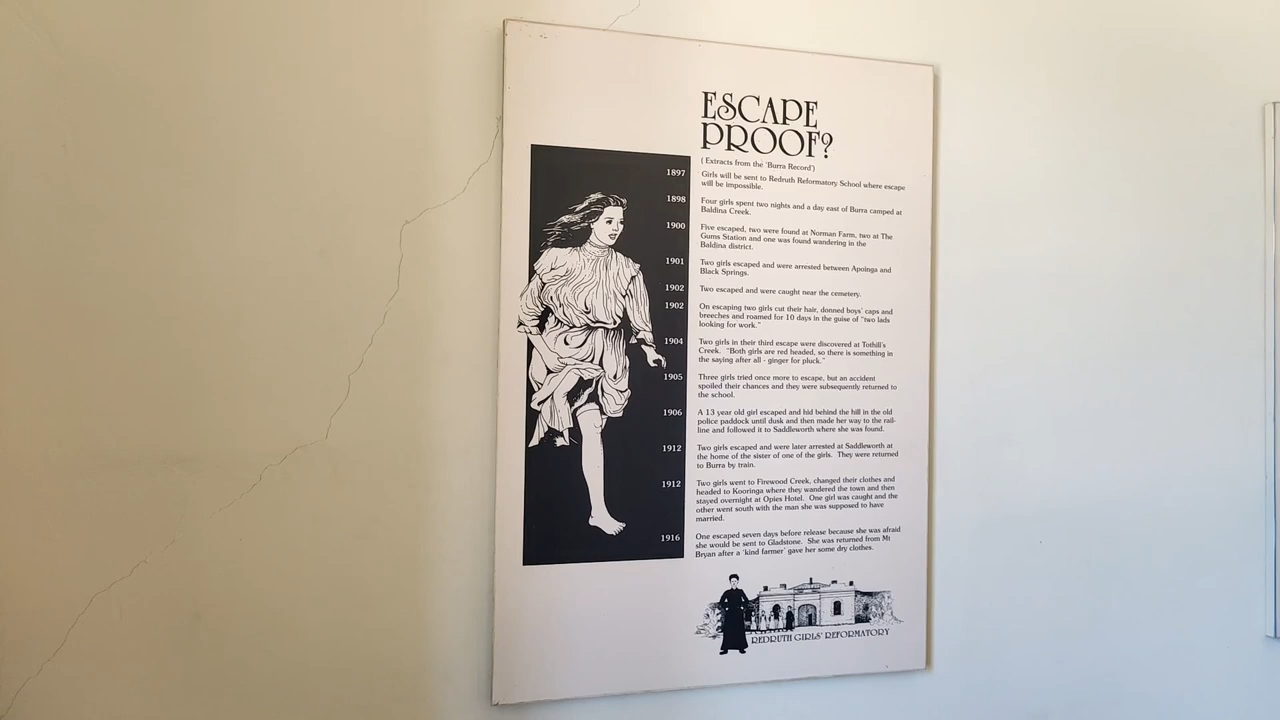 ESCAPE
PROOF?
( Extracts from the 'Burra Record')
1897
Girls will be sent to Redruth Reformatory School where escape
will be impossible.
1898
Four girls spent two nights and a day east of Burra camped at
Baldina Creek.
1900
Five escaped, two were found at Norman Farm, two at The
Gums Station and one was found wandering in the
Baldina district.
1901
Two girls escaped and were arrested between Apoinga and
Black Springs.
1902
Two escaped and were caught near the cemetery.
1902
On escaping two girls cut their hair, donned boys' caps and
breeches and roamed for 10 days in the guise of "two lads
looking for work."
1904
Two girls in their third escape were discovered at Tothill's
Creek. "Both girls are red headed, so there is something in
the saying after all - ginger for pluck."
1905
Three girls tried once more to escape, but an accident
spoiled their chances and they were subsequently returned to
the school.
1906
A 13 year old girl escaped and hid behind the hill in the old
police paddock until dusk and then made her way to the rail-
line and followed it to Saddleworth where she was found.
1912
Two girls escaped and were later arrested at Saddleworth at
the home of the sister of one of the girls. They were returned
to Burra by train.
1912
Two girls went to Firewood Creek, changed their clothes and
headed to Kooringa where they wandered the town and then
stayed overnight at Opies Hotel. One girl was caught and the
other went south with the man she was supposed to have
married.
1916
One escaped seven days before release because she was afraid
she would be sent to Gladstone. She was returned from Mt
Bryan after a 'kind farmer' gave her some dry clothes.
REDRUTH GIRLS' REFORMATORY